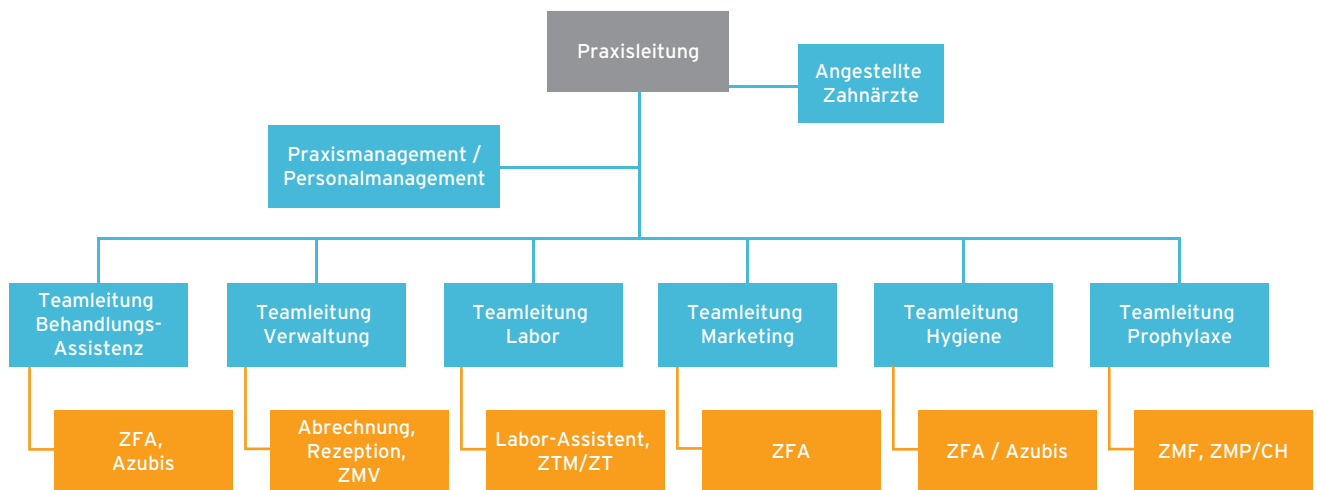 Praxisleitung
Angestellte
Zahnärzte
Praxismanagement /
Personalmanagement
Teamleitung
Behandlungs-
Assistenz
Teamleitung
Verwaltung
Teamleitung
Labor
Teamleitung
Marketing
Teamleitung
Hygiene
Teamleitung
Prophylaxe
ZFA,
Azubis
Abrechnung,
Rezeption,
ZMV
Labor-Assistent,
ZTM/ZT
ZFA
ZFA / Azubis
ZMF, ZMP/CH